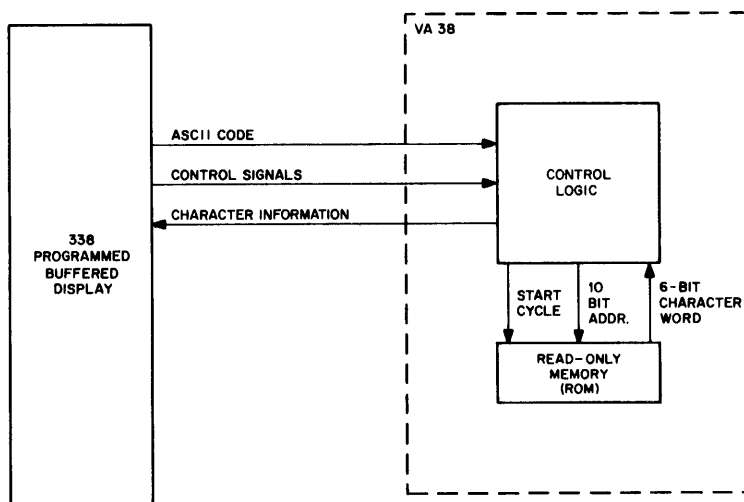 VA 38
ASCII CODE
CONTROL SIGNALS
CHARACTER INFORMATION
338
PROGRAMMED
BUFFERED
DISPLAY
CONTROL
LOGIC
START
CYCLE
10
BIT
ADDR.
6-BIT
CHARACTER
WORD
READ-ONLY
MEMORY
(ROM)